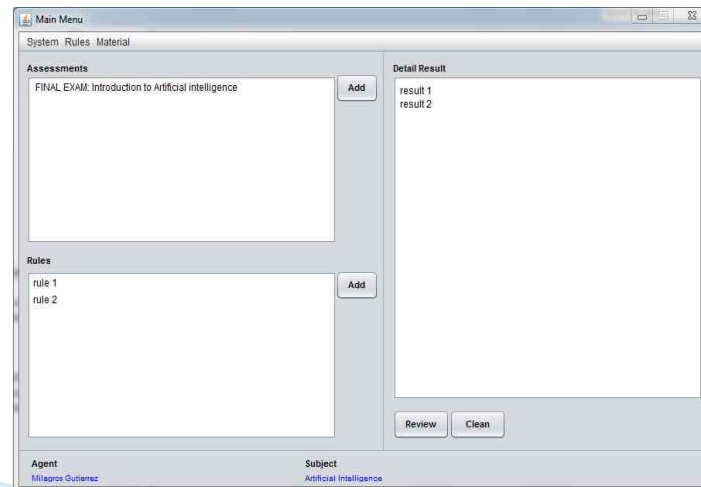 Main Menu
System Rules Material
Assessments
FINAL EXAM: Introduction to Artificial intelligence
Add
Rules
rule 1
rule 2
Add
Detail Result
result 1
result 2
Review Clean
Agent
Milagros Gutierrez
Subject
Artificial Intelligence